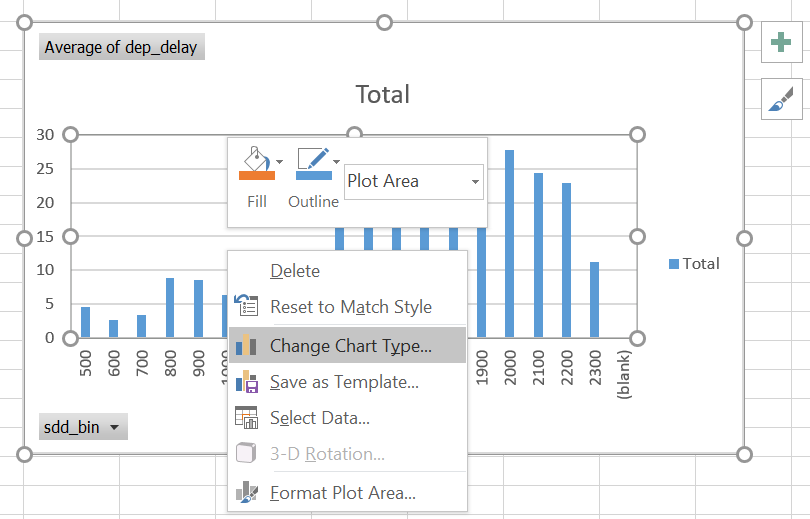 Average of dep_delay
Total
30
25
20
15
10
5
0
Fill
Outline
Plot Area
Delete
Reset to Match Style
Change Chart Type...
Save as Template...
Select Data...
3-D Rotation...
Format Plot Area...
Total
500
600
700
800
900
1900
2000
2100
2200
2300
(blank)
sdd_bin